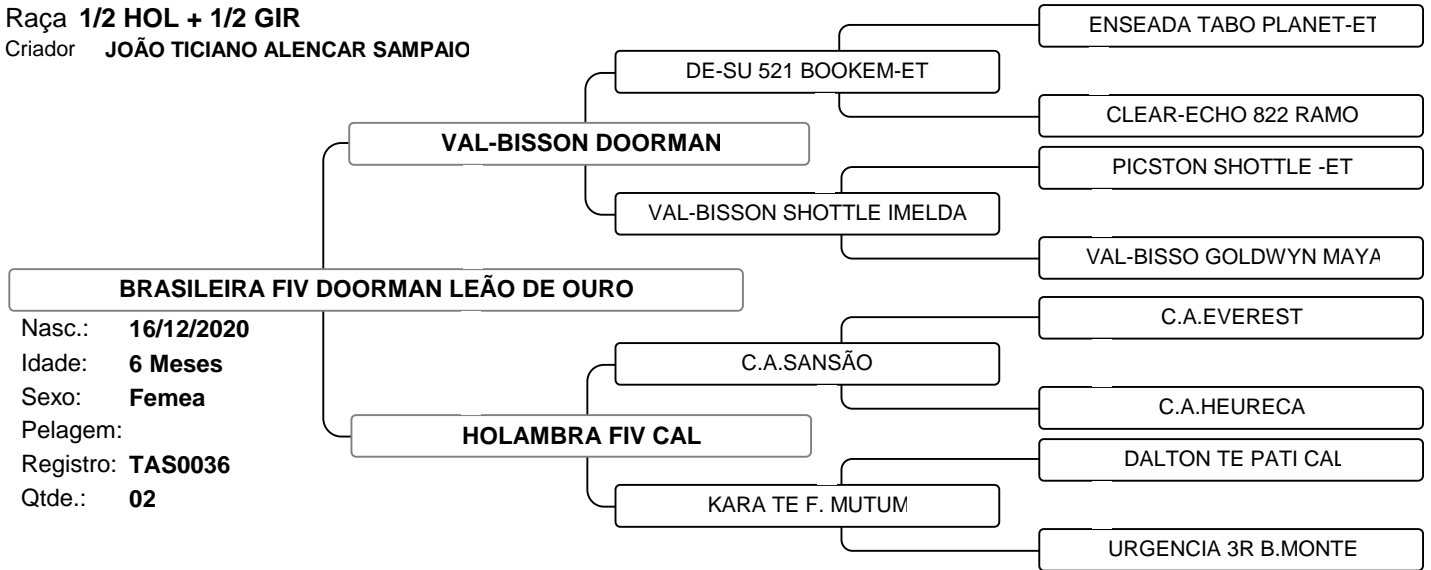 Raça 1/2 HOL + 1/2 GIR
Criador JOÃO TICIANO ALENCAR SAMPAIO
ENSEADA TABO PLANET-ET
DE-SU 521 BOOKEM-ET
CLEAR-ECHO 822 RAMO
VAL-BISSON DOORMAN
PICSTON SHOTTLE -ET
VAL-BISSON SHOTTLE IMELDA
VAL-BISSO GOLDWYN MAYA
BRASILEIRA FIV DOORMAN LEÃO DE OURO
Nasc.: 16/12/2020
Idade: 6 Meses
Sexo: Femea
Pelagem:
Registro: TAS0036
Qtde.: 02
C.A.EVEREST
C.A.SANSÃO
C.A.HEURECA
HOLAMBRA FIV CAL
DALTON TE PATI CAL
KARA TE F. MUTUM
URGENCIA 3R B.MONTE